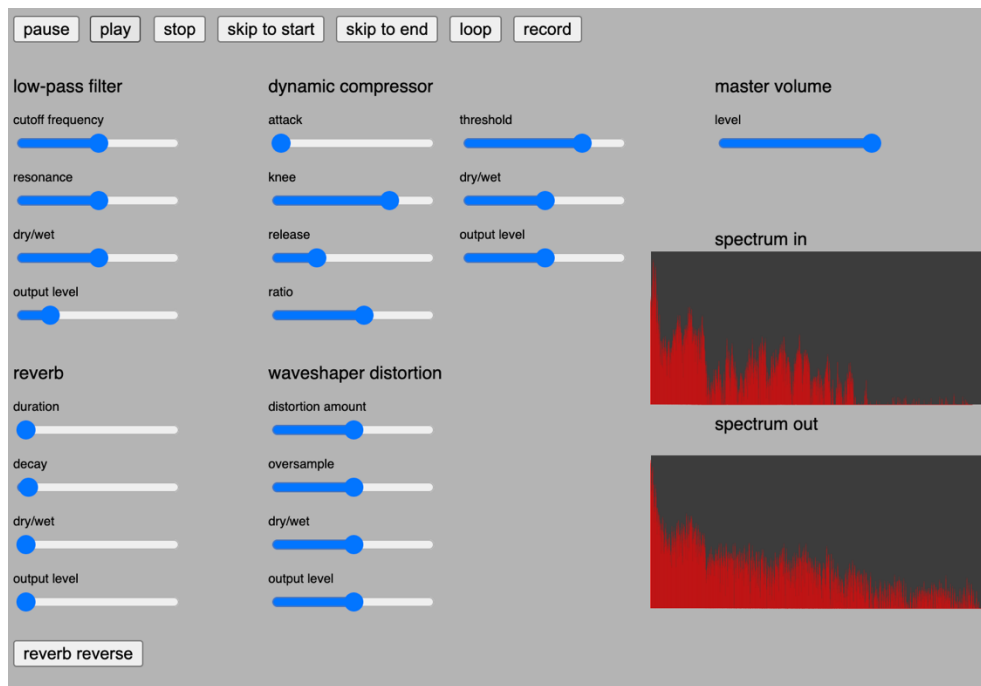 pause play stop skip to start skip to end loop record
low-pass filter dynamic compressor master volume
cutoff frequency attack threshold level
resonance knee dry/wet
dry/wet release output level
spectrum in
output level ratio
reverb waveshaper distortion
duration distortion amount
spectrum out
decay oversample
dry/wet dry/wet
output level output level
reverb reverse